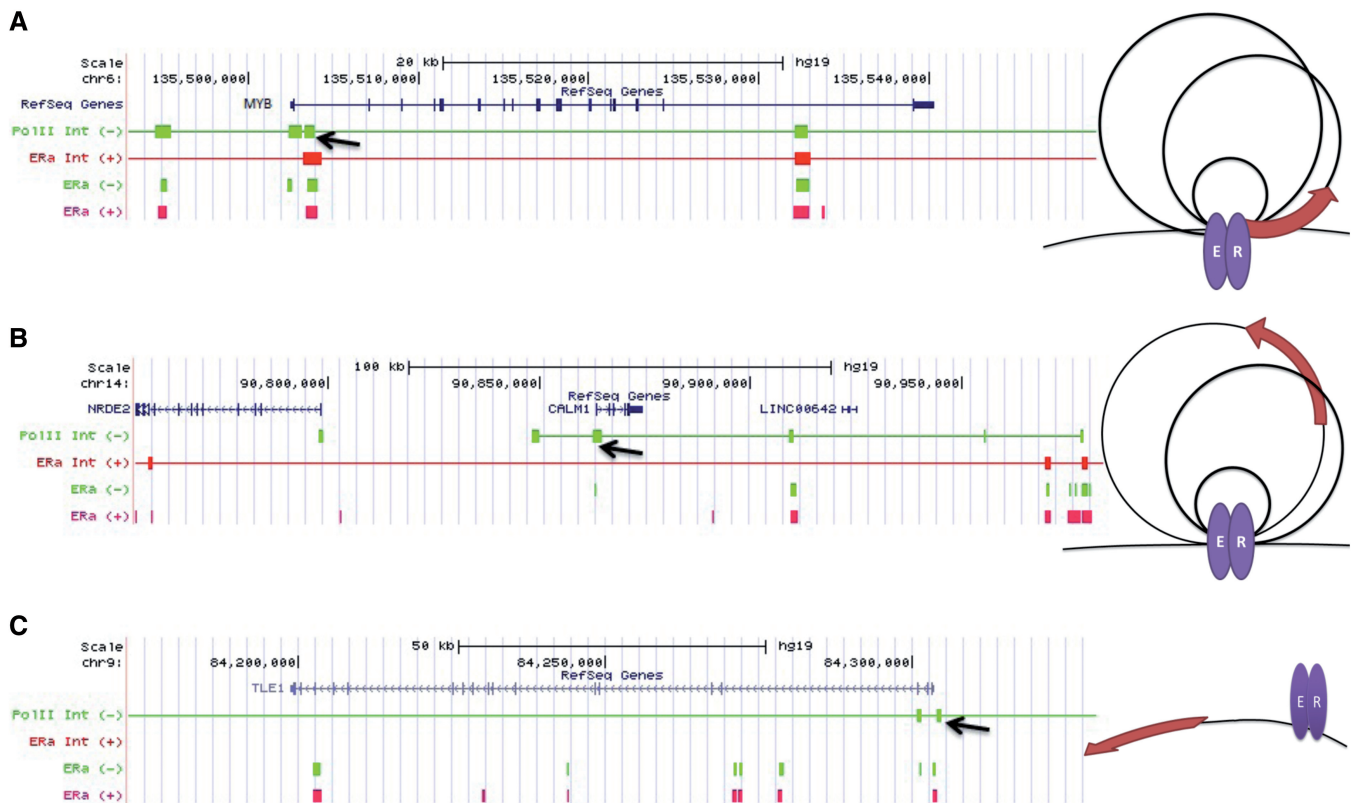 A
Scale 20 kb hg19
chr6: 135,500,000 135,510,000 135,520,000 135,530,000 135,540,000
RefSeq Genes
RefSeq Genes MYB
PolII Int (-)
ERa Int (+)
ERa (-)
ERa (+)
E R
B
Scale 100 kb hg19
chr14: 90,800,000 90,850,000 90,900,000 90,950,000
RefSeq Genes
NRDE2 CALM1 LINC00642
PolII Int (-)
ERa Int (+)
ERa (-)
ERa (+)
E R
C
Scale 50 kb hg19
chr9: 84,200,000 84,250,000 84,300,000
RefSeq Genes
TLE1
PolII Int (-)
ERa Int (+)
ERa (-)
ERa (+)
E R